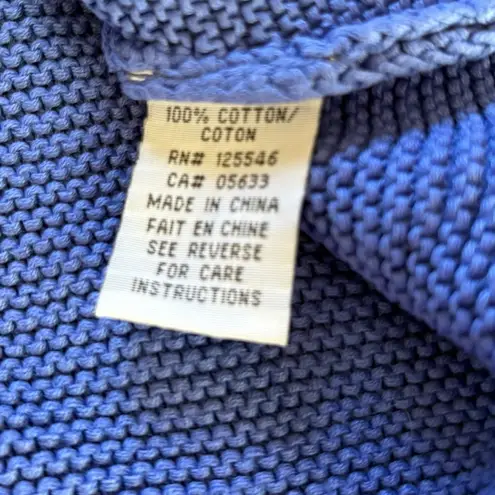 100% COTTON/
COTON
RN# 125546
CA# 05633
MADE IN CHINA
FAIT EN CHINE
SEE REVERSE
FOR CARE
INSTRUCTIONS